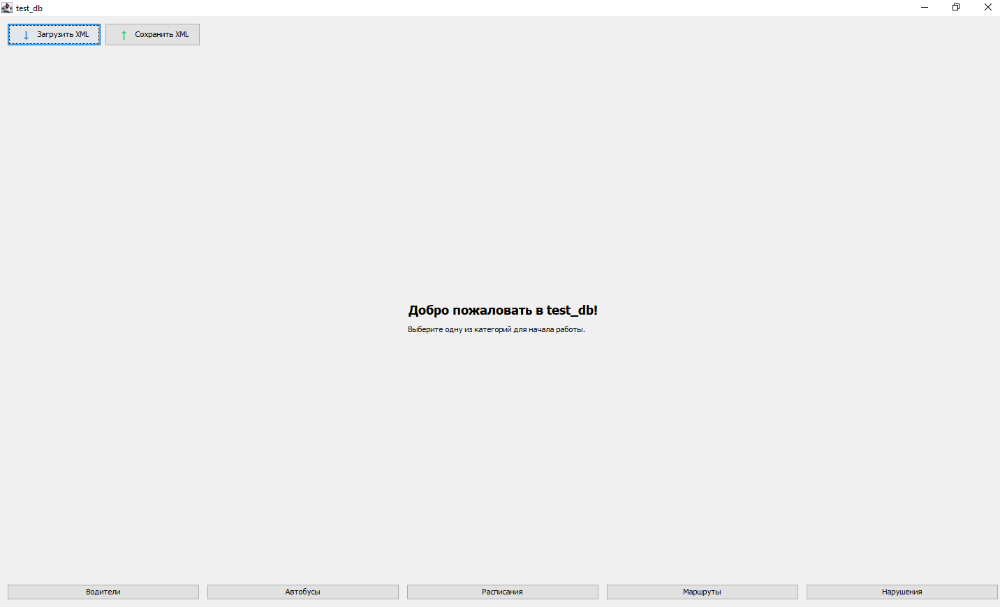 test_db
Загрузить XML
Сохранить XML
Добро пожаловать в test_db!
Выберите одну из категорий для начала работы.
Водители
Автобусы
Расписания
Маршруты
Нарушения